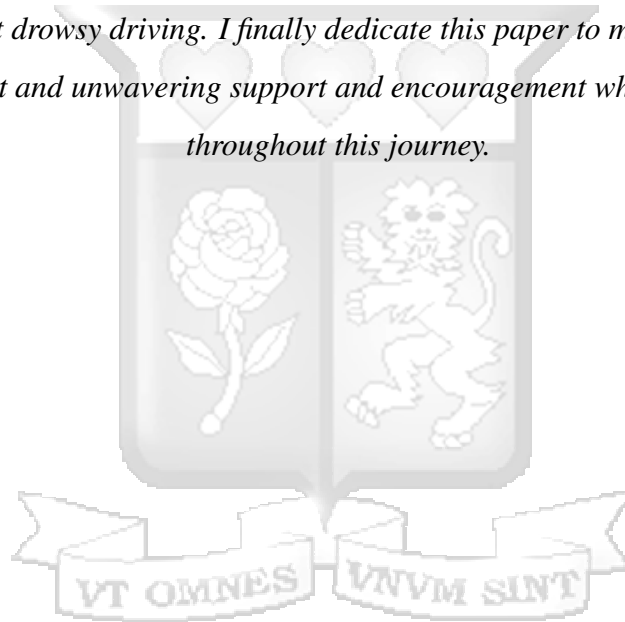 t drowsy driving. I finally dedicate this paper to m
t and unwavering support and encouragement wh
throughout this journey.
VT OMNES VNVM SINT